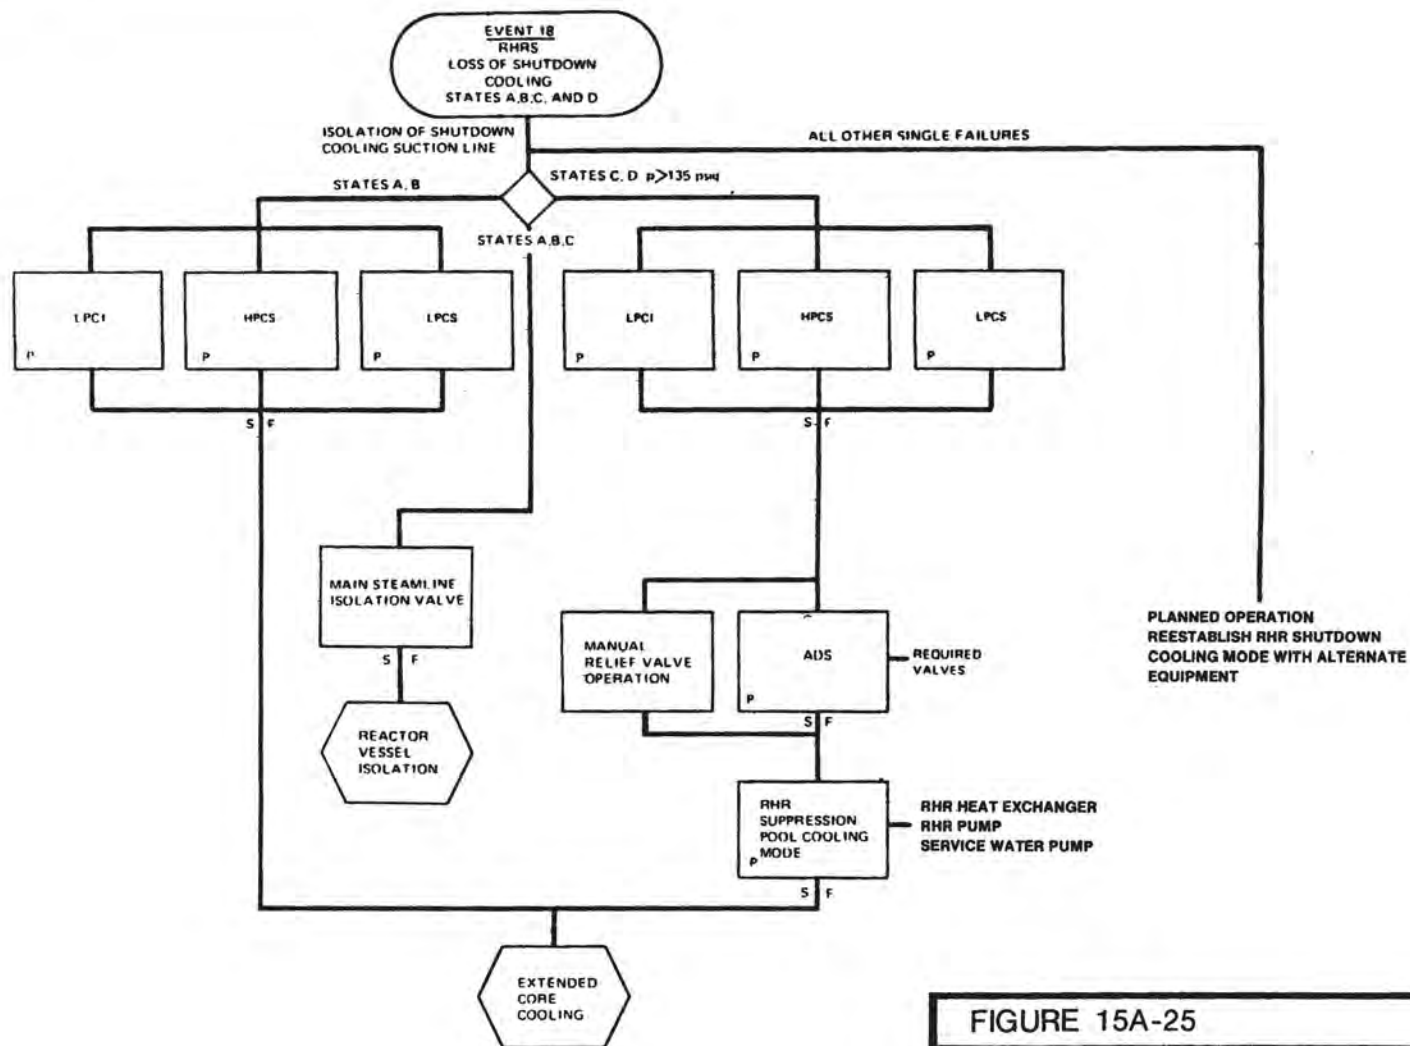 EVENT 18
RHRS
LOSS OF SHUTDOWN
COOLING
STATES A,B,C, AND D
ISOLATION OF SHUTDOWN
COOLING SUCTION LINE
ALL OTHER SINGLE FAILURES
STATES A, B
STATES C, D p>135 psig
STATES A,B,C
LPCI
P
HPCS
P
LPCS
P
LPCI
P
HPCS
P
LPCS
P
S F
S F
MAIN STEAMLINE
ISOLATION VALVE
S F
REACTOR
VESSEL
ISOLATION
MANUAL
RELIEF VALVE
OPERATION
ADS
P
REQUIRED
VALVES
S F
PLANNED OPERATION
REESTABLISH RHR SHUTDOWN
COOLING MODE WITH ALTERNATE
EQUIPMENT
RHR
SUPPRESSION
POOL COOLING
MODE
P
RHR HEAT EXCHANGER
RHR PUMP
SERVICE WATER PUMP
S F
EXTENDED
CORE
COOLING
FIGURE 15A-25